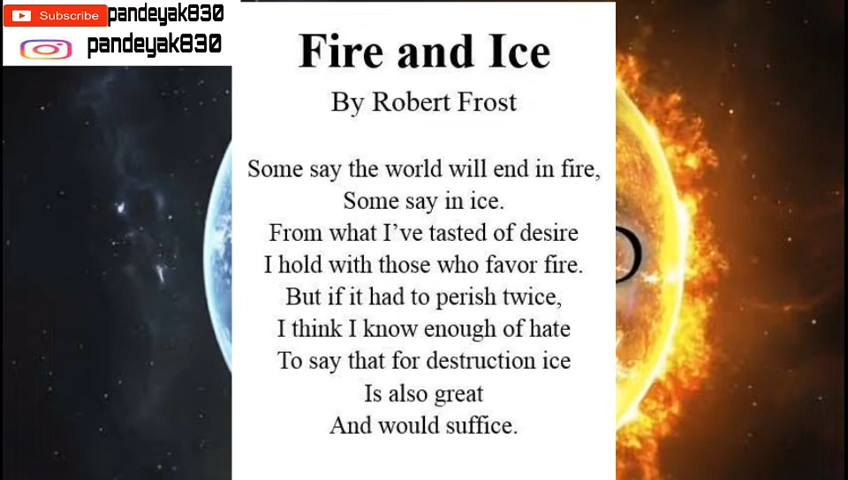 Subscribe pandeyak830
pandeyak830
Fire and Ice
By Robert Frost
Some say the world will end in fire,
Some say in ice.
From what I've tasted of desire
I hold with those who favor fire.
But if it had to perish twice,
I think I know enough of hate
To say that for destruction ice
Is also great
And would suffice.